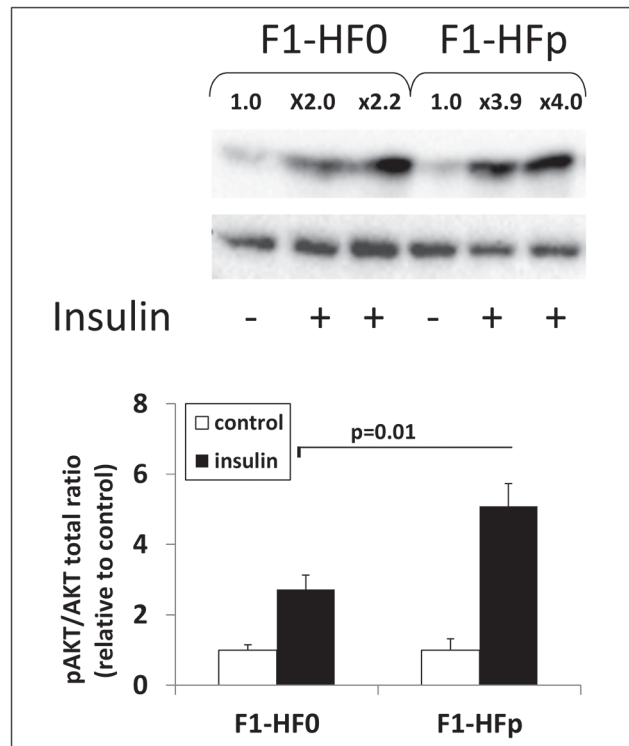 F1-HF0 F1-HFp
1.0 X2.0 x2.2 1.0 x3.9 x4.0
Insulin - + + - + +
pAKT/AKT total ratio
(relative to control)
8
6
4
2
0
control
insulin
p=0.01
F1-HF0 F1-HFp